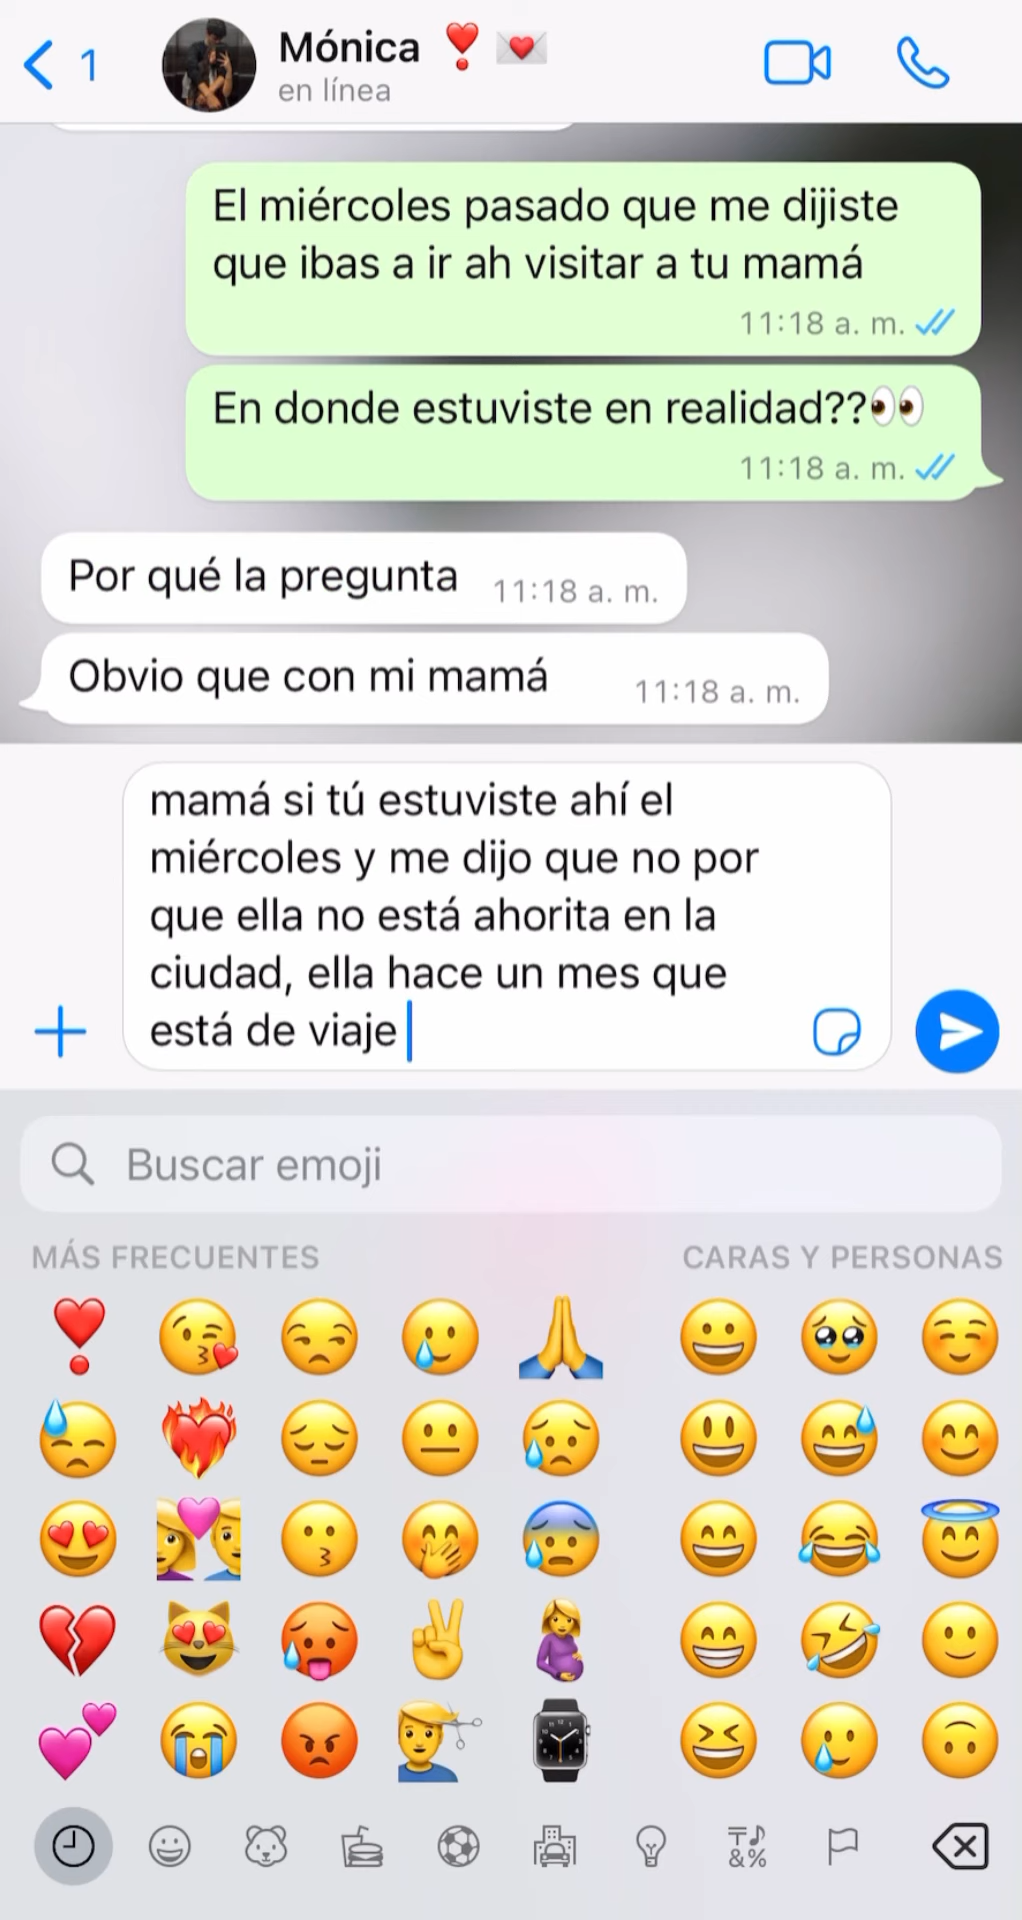 1
Mónica ❣️ 💌
en línea
El miércoles pasado que me dijiste
que ibas a ir ah visitar a tu mamá
11:18 a. m.
En donde estuviste en realidad??👀
11:18 a. m.
Por qué la pregunta 11:18 a. m.
Obvio que con mi mamá 11:18 a. m.
mamá si tú estuviste ahí el
miércoles y me dijo que no por
que ella no está ahorita en la
ciudad, ella hace un mes que
está de viaje
Buscar emoji
MÁS FRECUENTES CARAS Y PERSONAS
&%